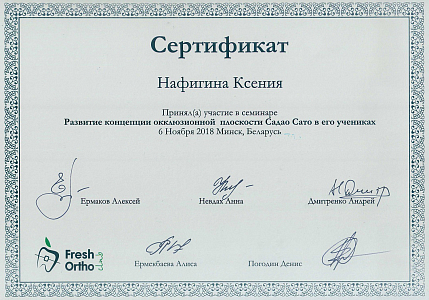 Сертификат
Нафигина Ксения
Принял(а) участие в семинаре
Развитие концепции окклюзионной плоскости Садао Сато в его учениках
6 Ноября 2018 Минск, Беларусь
Ермаков Алексей
Невдах Анна
Дмитренко Андрей
Fresh
Ortho
club
Ермекбаева Алиса
Погодин Денис